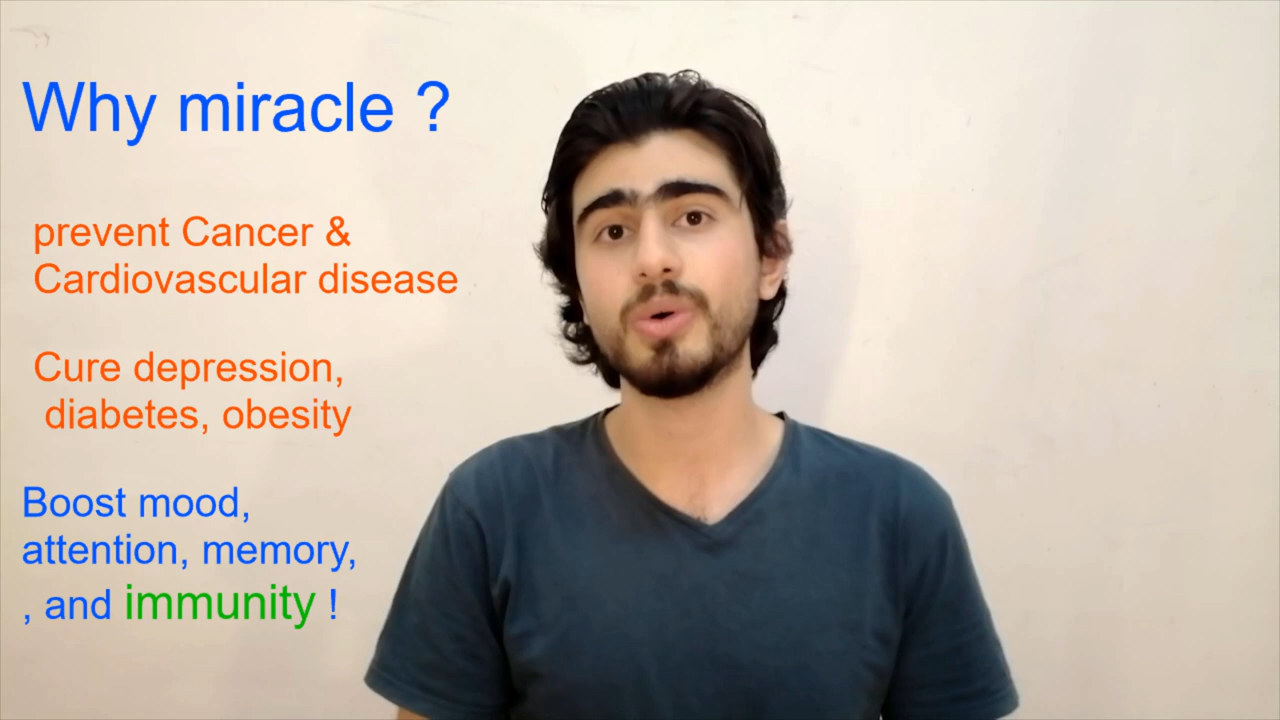 Why miracle ?
prevent Cancer &
Cardiovascular disease
Cure depression,
diabetes, obesity
Boost mood,
attention, memory,
, and immunity !